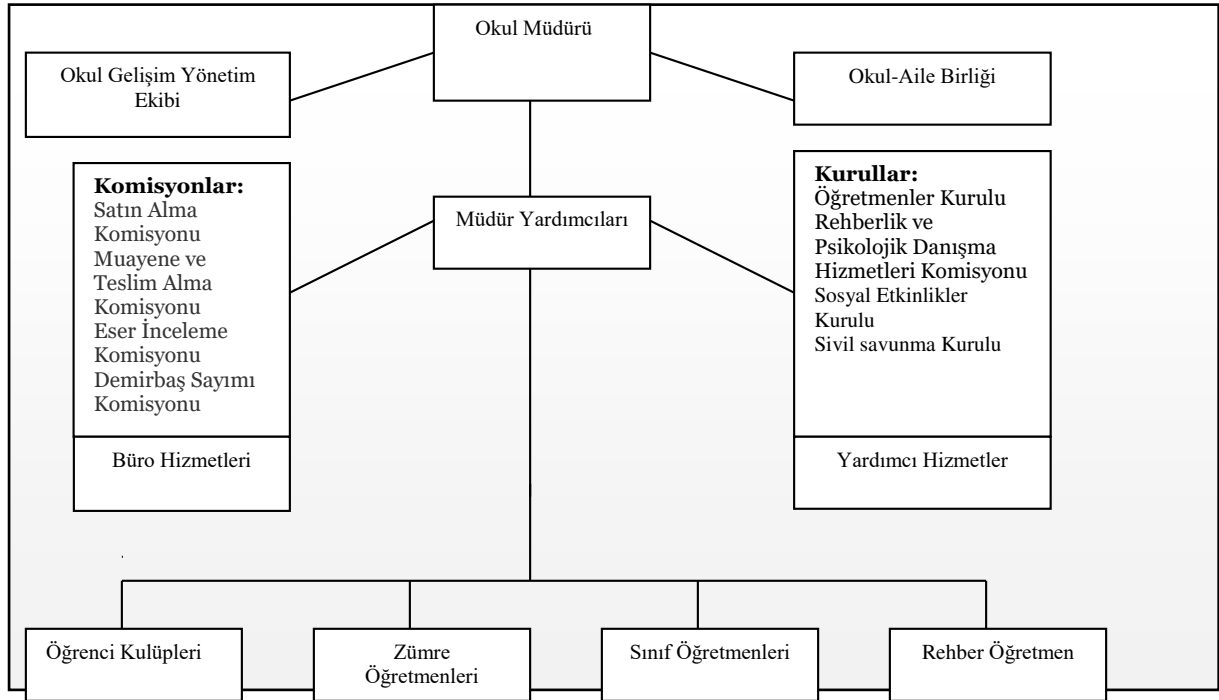 Okul Müdürü
Okul Gelişim Yönetim
Ekibi
Okul-Aile Birliği
Komisyonlar:
Satın Alma
Komisyonu
Muayene ve
Teslim Alma
Komisyonu
Eser İnceleme
Komisyonu
Demirbaş Sayımı
Komisyonu
Müdür Yardımcıları
Kurullar:
Öğretmenler Kurulu
Rehberlik ve
Psikolojik Danışma
Hizmetleri Komisyonu
Sosyal Etkinlikler
Kurulu
Sivil savunma Kurulu
Büro Hizmetleri
Yardımcı Hizmetler
Öğrenci Kulüpleri
Zümre
Öğretmenleri
Sınıf Öğretmenleri
Rehber Öğretmen